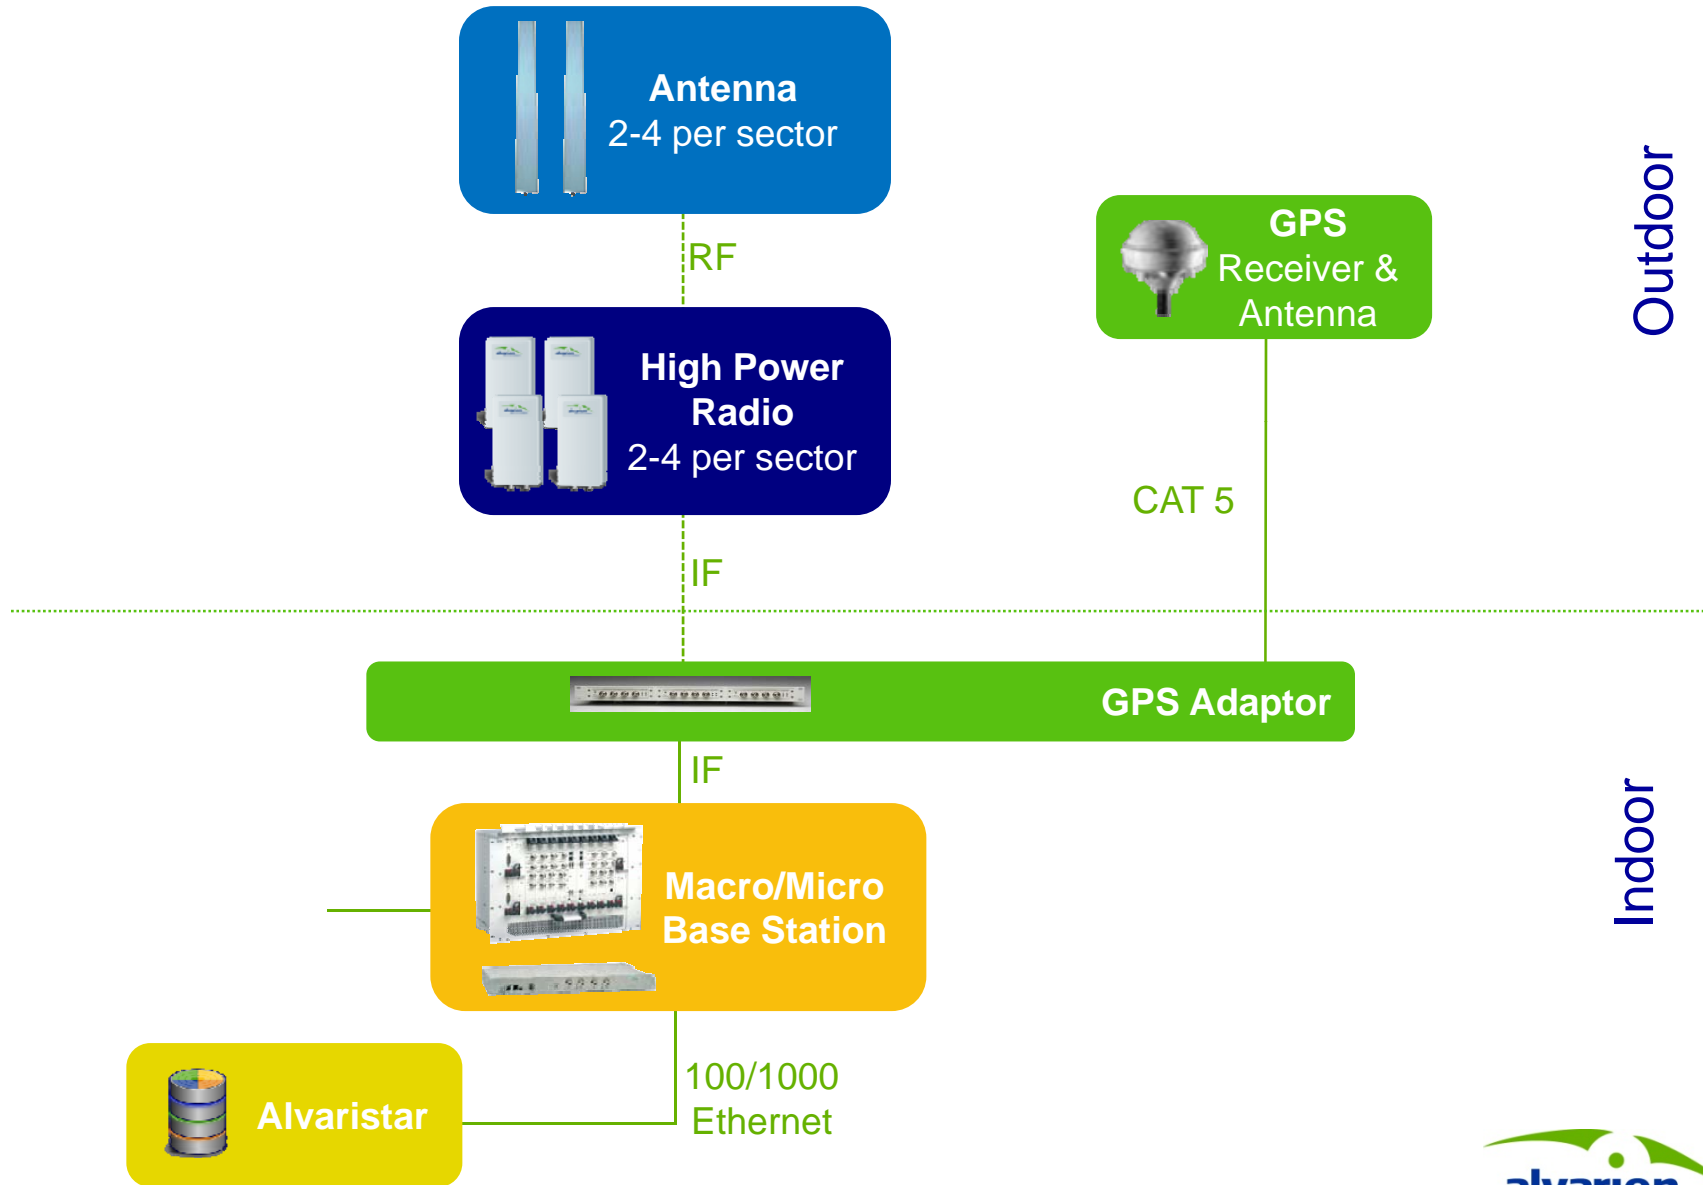 Antenna
2-4 per sector
Outdoor
GPS
Receiver &
Antenna
RF
High Power
Radio
2-4 per sector
CAT 5
IF
GPS Adaptor
IF
Indoor
Macro/Micro
Base Station
100/1000
Ethernet
Alvaristar
alvarion